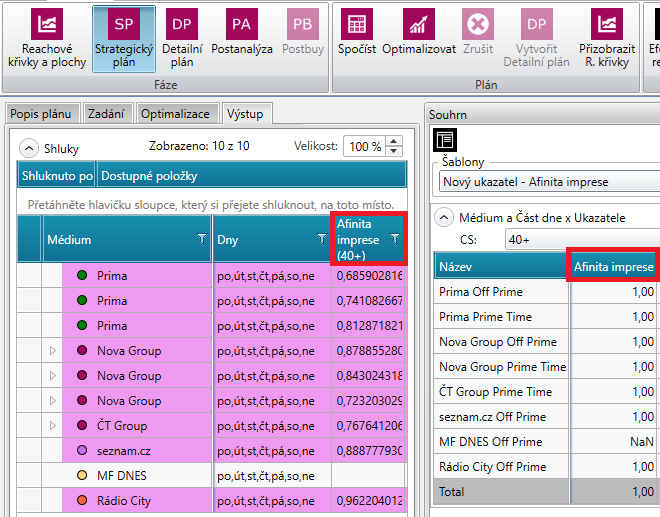 SP DP PA PB DP
Reachové křivky a plochy
Strategický plán
Detailní plán
Postanalýza
Postbuy
Fáze
Spočíst
Optimalizovat
Zrušit
Vytvořit Detailní plán
Přizobrazit R. křivky
Plán
Popis plánu Zadání Optimalizace Výstup
Shluky Zobrazeno: 10 z 10 Velikost: 100 %
Shluknuto po Dostupné položky
Přetáhněte hlavičku sloupce, který si přejete shluknout, na toto místo.
Médium Dny Afinita imprese (40+)
Prima po,út,st,čt,pá,so,ne 0,685902816
Prima po,út,st,čt,pá,so,ne 0,741082667
Prima po,út,st,čt,pá,so,ne 0,812871821
Nova Group po,út,st,čt,pá,so,ne 0,878855280
Nova Group po,út,st,čt,pá,so,ne 0,843024318
Nova Group po,út,st,čt,pá,so,ne 0,723203029
ČT Group po,út,st,čt,pá,so,ne 0,767641206
seznam.cz po,út,st,čt,pá,so,ne 0,888777930
MF DNES po,út,st,čt,pá,so,ne
Rádio City po,út,st,čt,pá,so,ne 0,962204012
Souhrn
Šablony
Nový ukazatel - Afinita imprese
Médium a Část dne x Ukazatele
CS: 40+
Název Afinita imprese
Prima Off Prime 1,00
Prima Prime Time 1,00
Nova Group Off Prime 1,00
Nova Group Prime Time 1,00
ČT Group Prime Time 1,00
seznam.cz Off Prime 1,00
MF DNES Off Prime NaN
Rádio City Off Prime 1,00
Total 1,00